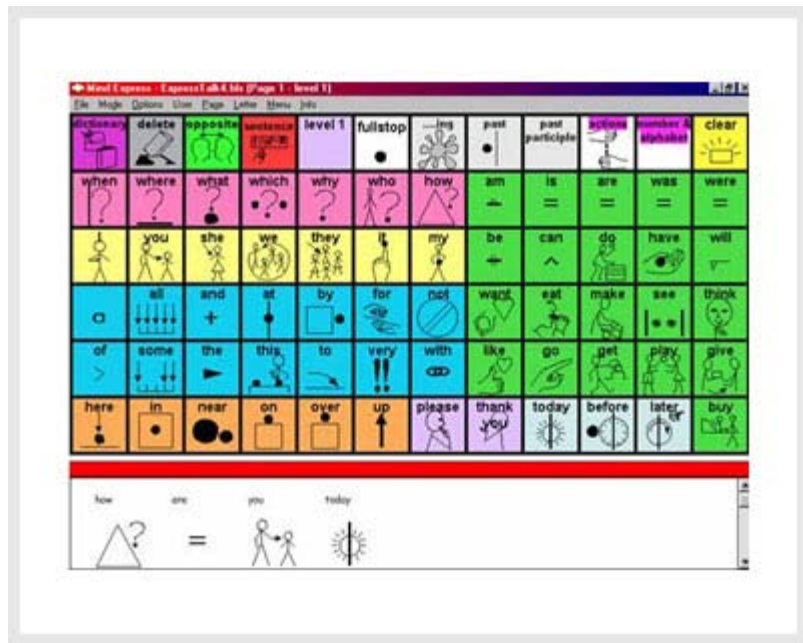 Mind Express - ExpressTalk4.bls (Page 1 - level 1)
File Mode Options User Page Letter Menu Info
dictionary delete opposite sentence level 1 fullstop ....ing past past participle actions number & alphabet clear
when where what which why who how am is are was were
I you she we they it my be can do have will
a all and at by for not want eat make see think
of some the this to very with like go get play give
here in near on over up please thank you today before later buy
how are you today